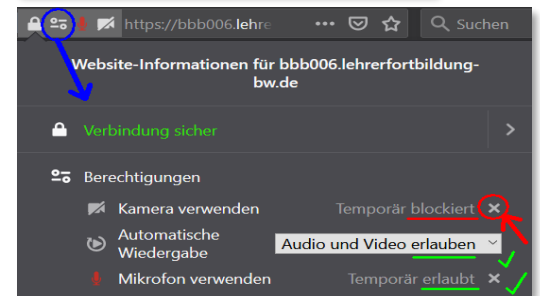 https://bbb006.lehre
Suchen
Website-Informationen für bbb006.lehrerfortbildung-
bw.de
Verbindung sicher
Berechtigungen
Kamera verwenden Temporär blockiert
Automatische
Wiedergabe
Audio und Video erlauben
Mikrofon verwenden Temporär erlaubt